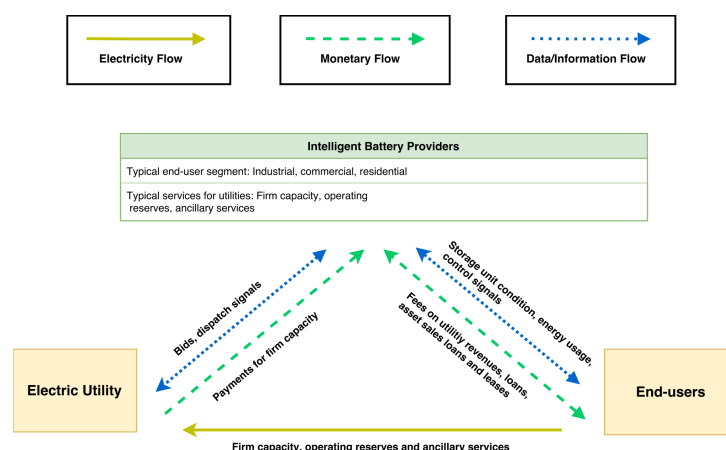 Electricity Flow
Monetary Flow
Data/Information Flow
Intelligent Battery Providers
Typical end-user segment: Industrial, commercial, residential
Typical services for utilities: Firm capacity, operating
reserves, ancillary services
Bids, dispatch signals
Payments for firm capacity
Storage unit condition, energy usage,
control signals
Fees on utilitiy revenues, loans,
asset sales loans and leases
Electric Utility
End-users
Firm capacity, operating reserves and ancillary services